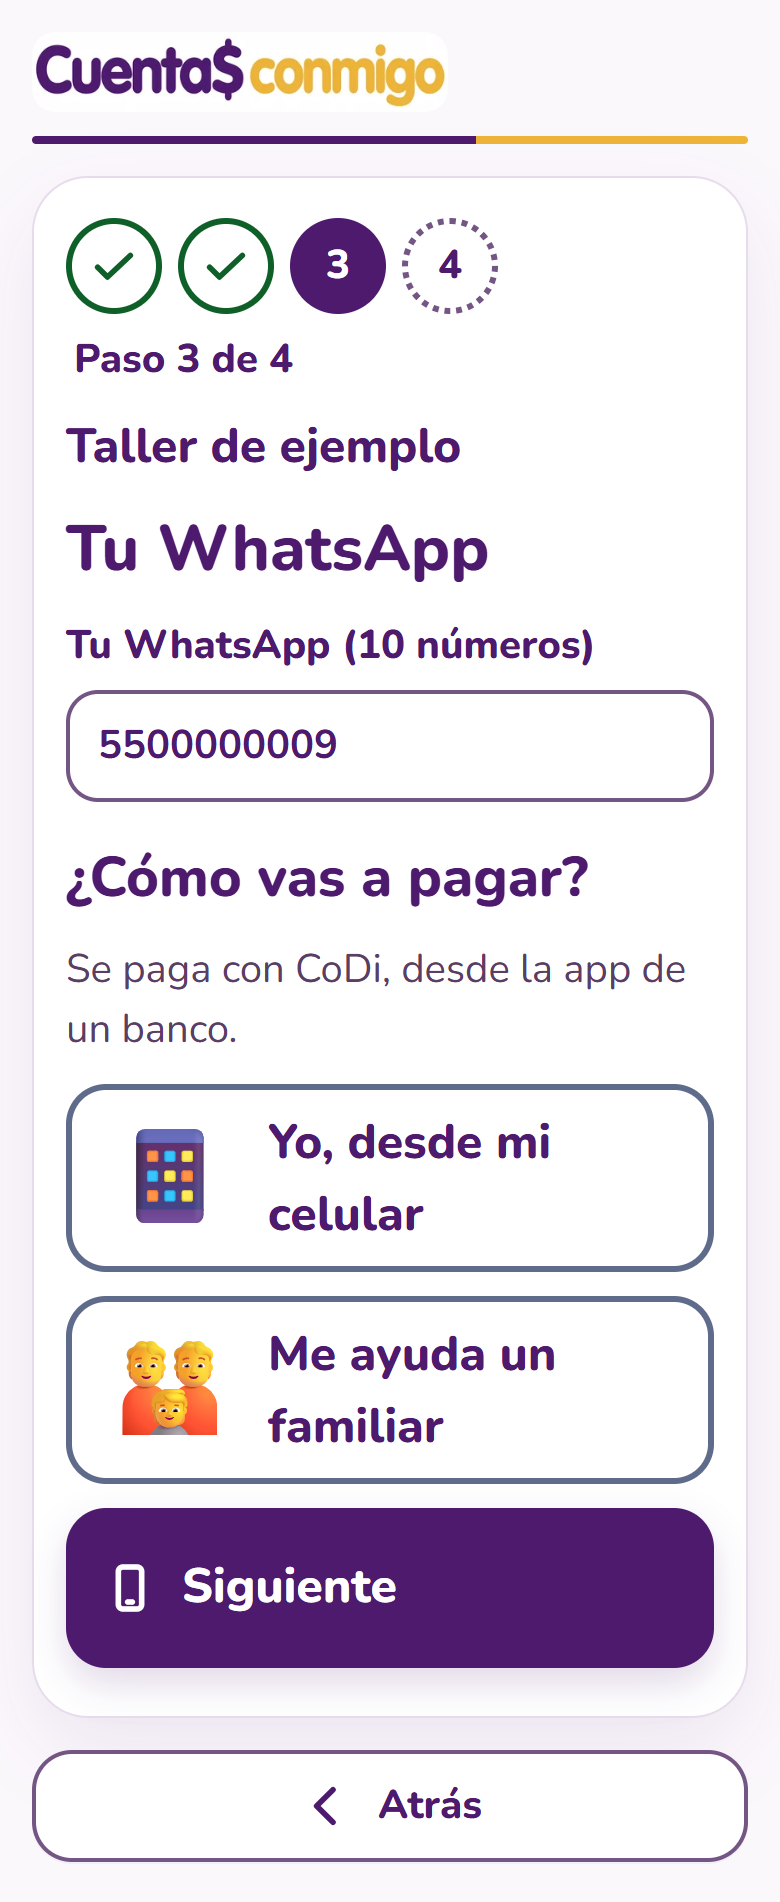 Cuenta$ conmigo
3
4
Paso 3 de 4
Taller de ejemplo
Tu WhatsApp
Tu WhatsApp (10 números)
5500000009
¿Cómo vas a pagar?
Se paga con CoDi, desde la app de
un banco.
Yo, desde mi
celular
Me ayuda un
familiar
Siguiente
Atrás